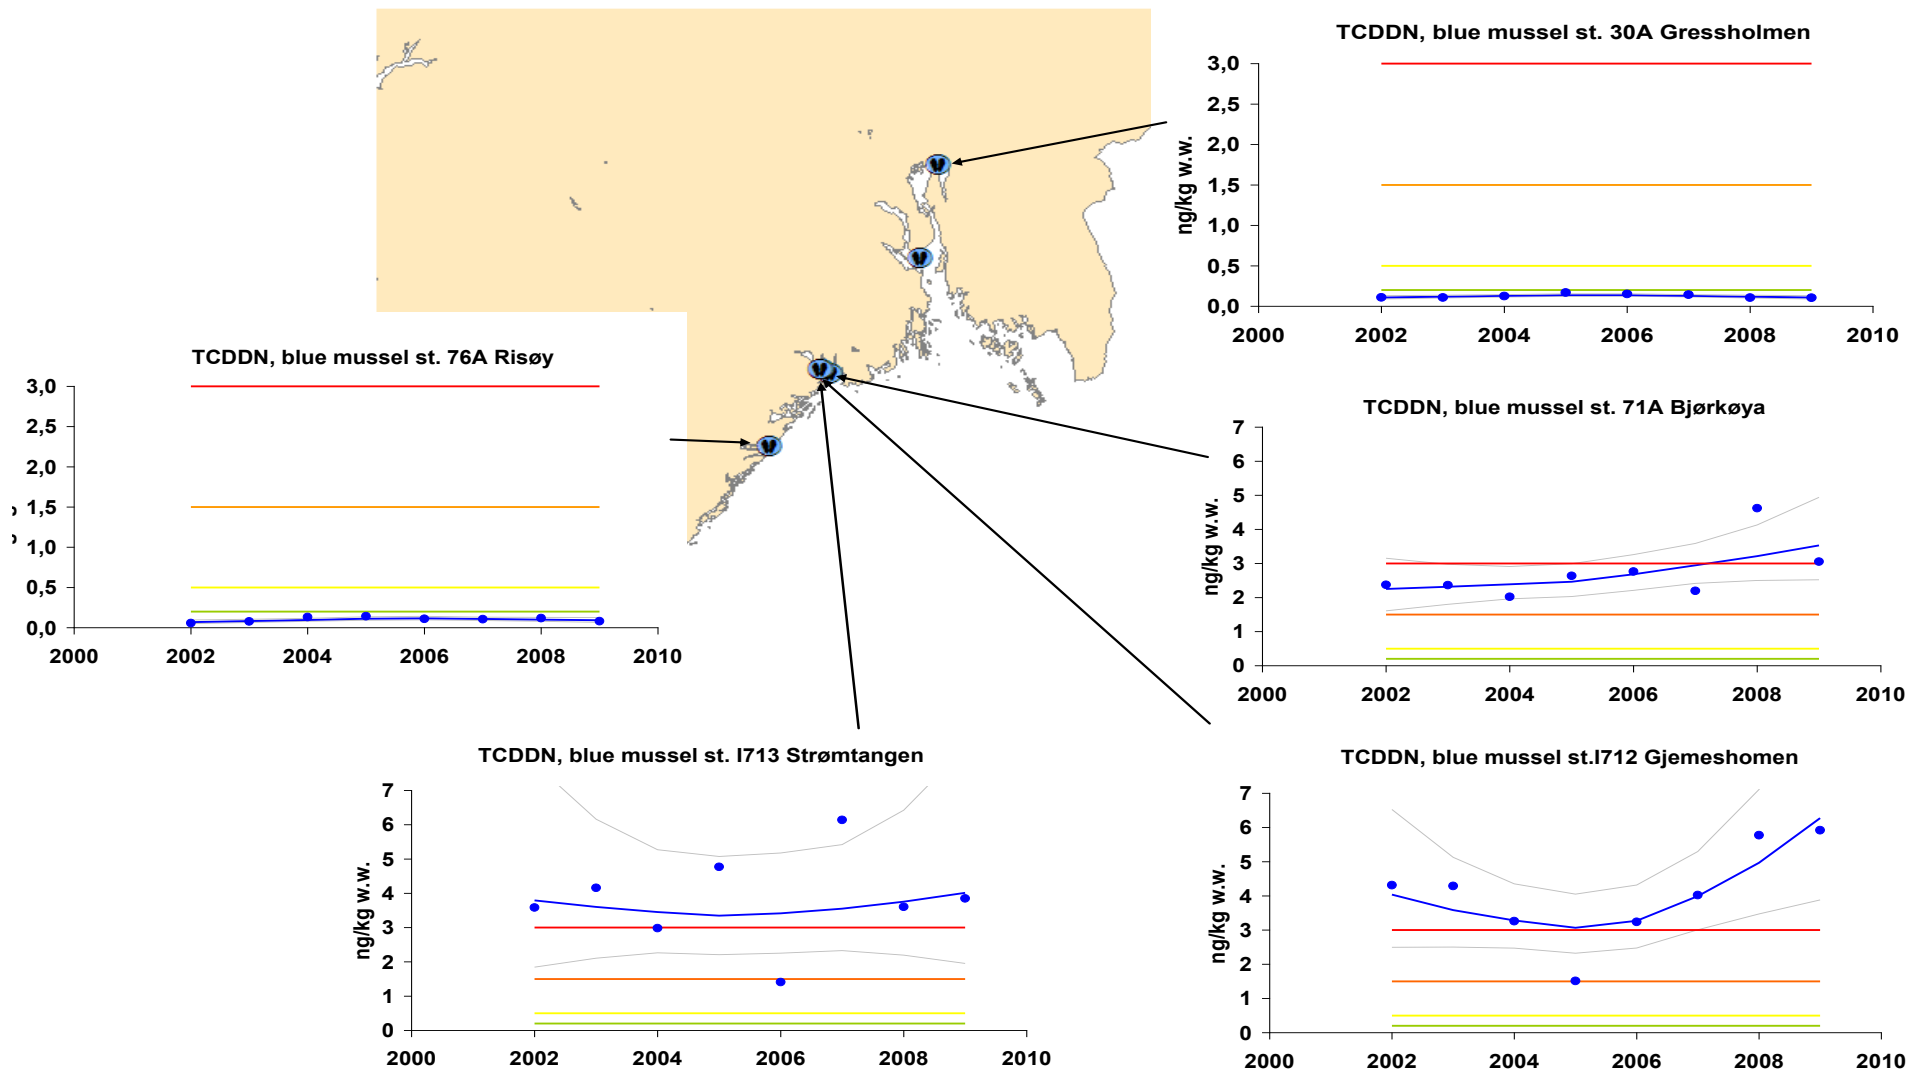 TCDDN, blue mussel st. 30A Gressholmen
3,0
2,5
2,0
1,5
1,0
0,5
0,0
ng/kg w.w.
2000 2002 2004 2006 2008 2010
TCDDN, blue mussel st. 76A Risøy
3,0
2,5
2,0
1,5
1,0
0,5
0,0
2000 2002 2004 2006 2008 2010
TCDDN, blue mussel st. 71A Bjørkøya
7
6
5
4
3
2
1
0
ng/kg w.w.
2000 2002 2004 2006 2008 2010
TCDDN, blue mussel st. I713 Strømtangen
7
6
5
4
3
2
1
0
ng/kg w.w.
2000 2002 2004 2006 2008 2010
TCDDN, blue mussel st.I712 Gjemeshomen
7
6
5
4
3
2
1
0
ng/kg w.w.
2000 2002 2004 2006 2008 2010